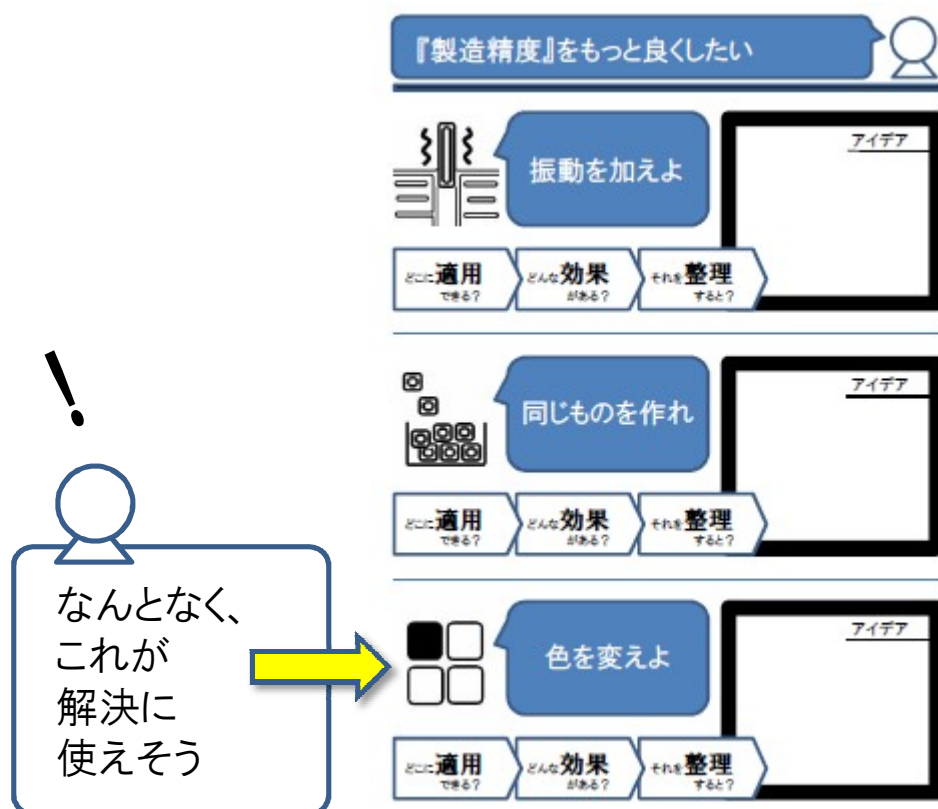 『製造精度』をもっと良くしたい
振動を加えよ
アイデア
どこに適用できる?
どんな効果がある?
それを整理すると?
同じものを作れ
アイデア
どこに適用できる?
どんな効果がある?
それを整理すると?
!
なんとなく、
これが
解決に
使えそう
色を変えよ
アイデア
どこに適用できる?
どんな効果がある?
それを整理すると?